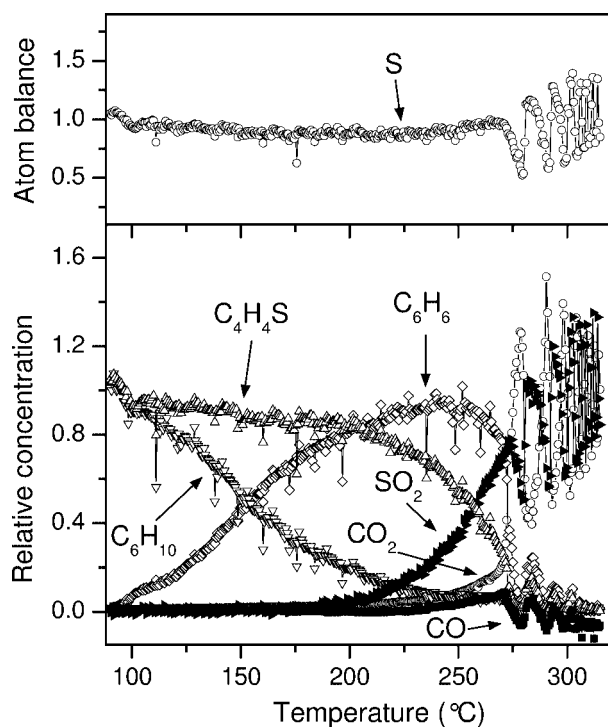 Atom balance
1.5
1.0
0.5
S
Relative concentration
1.6
1.2
0.8
0.4
0.0
C₄H₄S
C₆H₆
C₆H₁₀
SO₂
CO₂
CO
100
150
200
250
300
Temperature (°C)